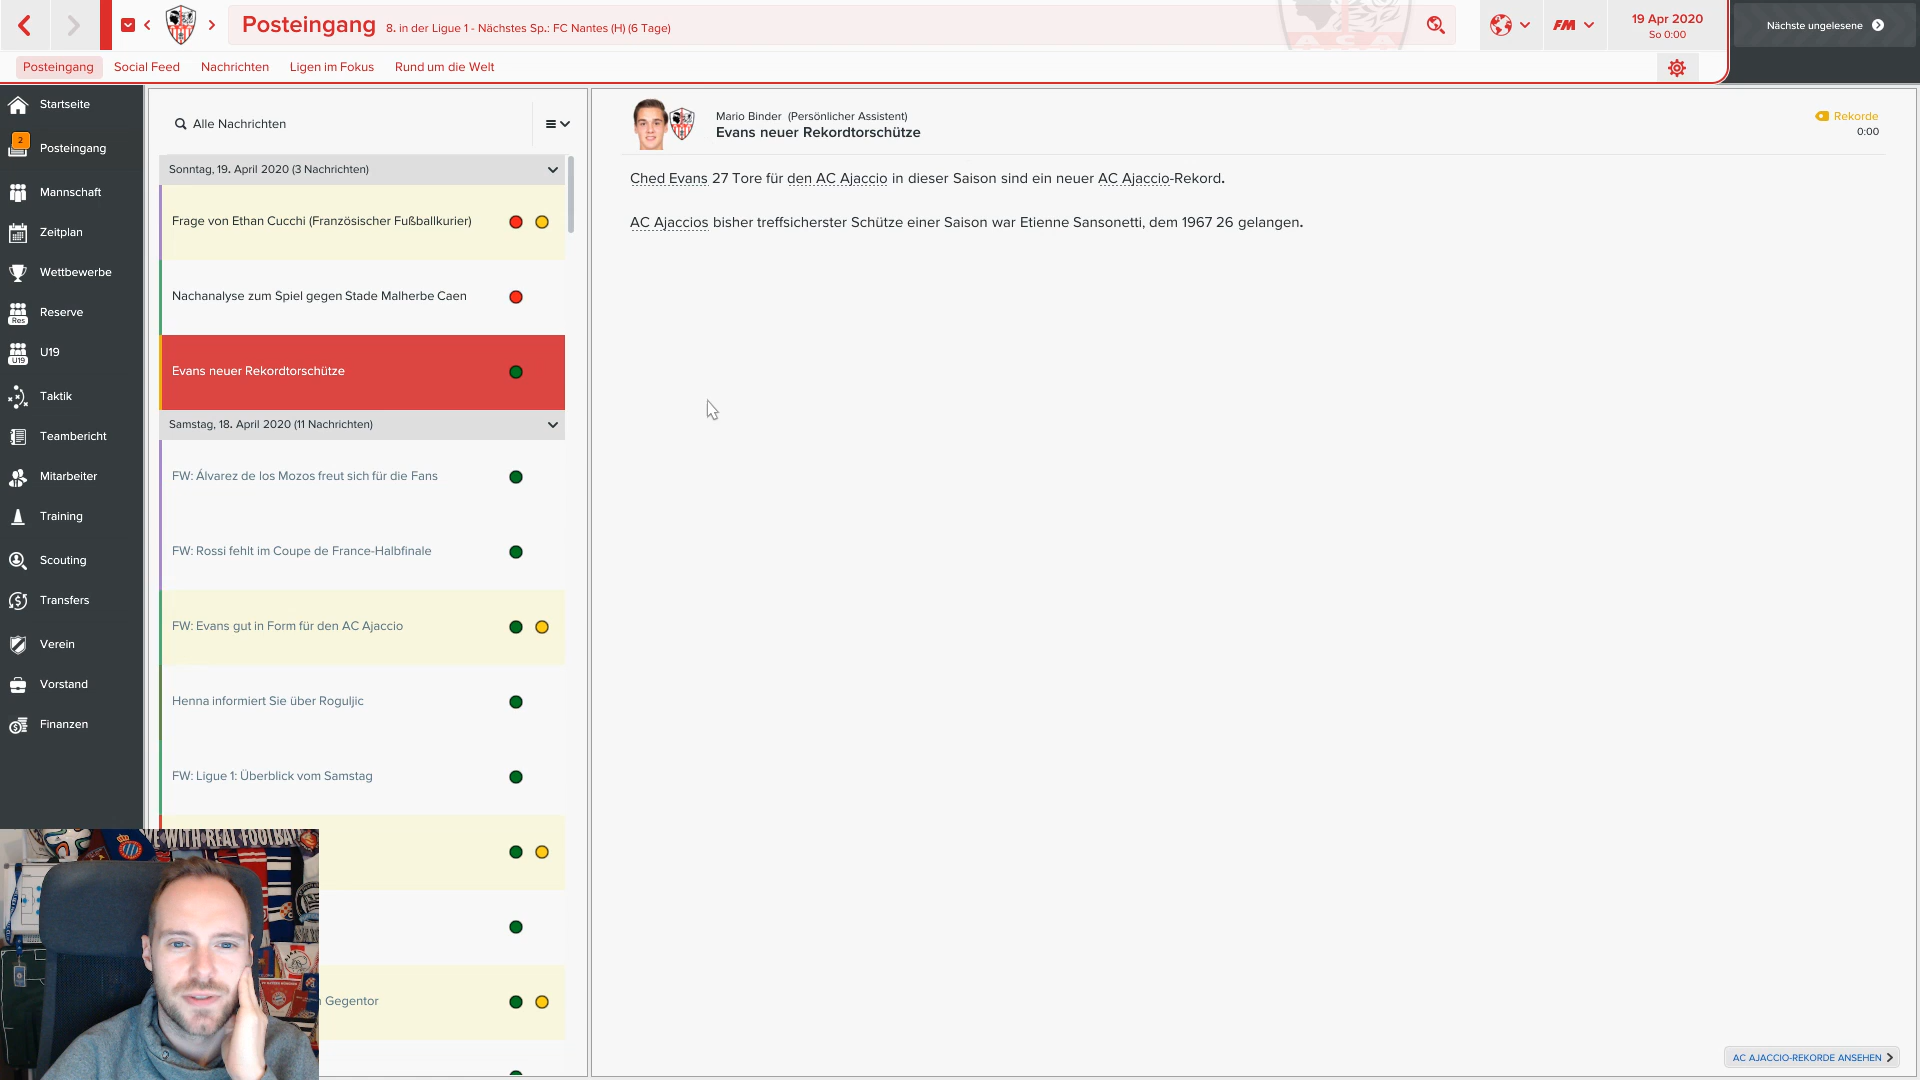 Posteingang
8. in der Ligue 1 - Nächstes Sp.: FC Nantes (H) (6 Tage)
FM
19 Apr 2020
So 0:00
Nächste ungelesene
Posteingang
Social Feed
Nachrichten
Ligen im Fokus
Rund um die Welt
Startseite
2
Posteingang
Mannschaft
Zeitplan
Wettbewerbe
Res
Reserve
U19
U19
Taktik
Teambericht
Mitarbeiter
Training
Scouting
Transfers
Verein
Vorstand
Finanzen
Alle Nachrichten
Sonntag, 19. April 2020 (3 Nachrichten)
Frage von Ethan Cucchi (Französischer Fußballkurier)
Nachanalyse zum Spiel gegen Stade Malherbe Caen
Evans neuer Rekordtorschütze
Samstag, 18. April 2020 (11 Nachrichten)
FW: Álvarez de los Mozos freut sich für die Fans
FW: Rossi fehlt im Coupe de France-Halbfinale
FW: Evans gut in Form für den AC Ajaccio
Henna informiert Sie über Roguljic
FW: Ligue 1: Überblick vom Samstag
Gegentor
Mario Binder (Persönlicher Assistent)
Evans neuer Rekordtorschütze
Rekorde
0:00
Ched Evans 27 Tore für den AC Ajaccio in dieser Saison sind ein neuer AC Ajaccio-Rekord.
AC Ajaccios bisher treffsicherster Schütze einer Saison war Etienne Sansonetti, dem 1967 26 gelangen.
AC AJACCIO-REKORDE ANSEHEN
WITH REAL FOOTBALL